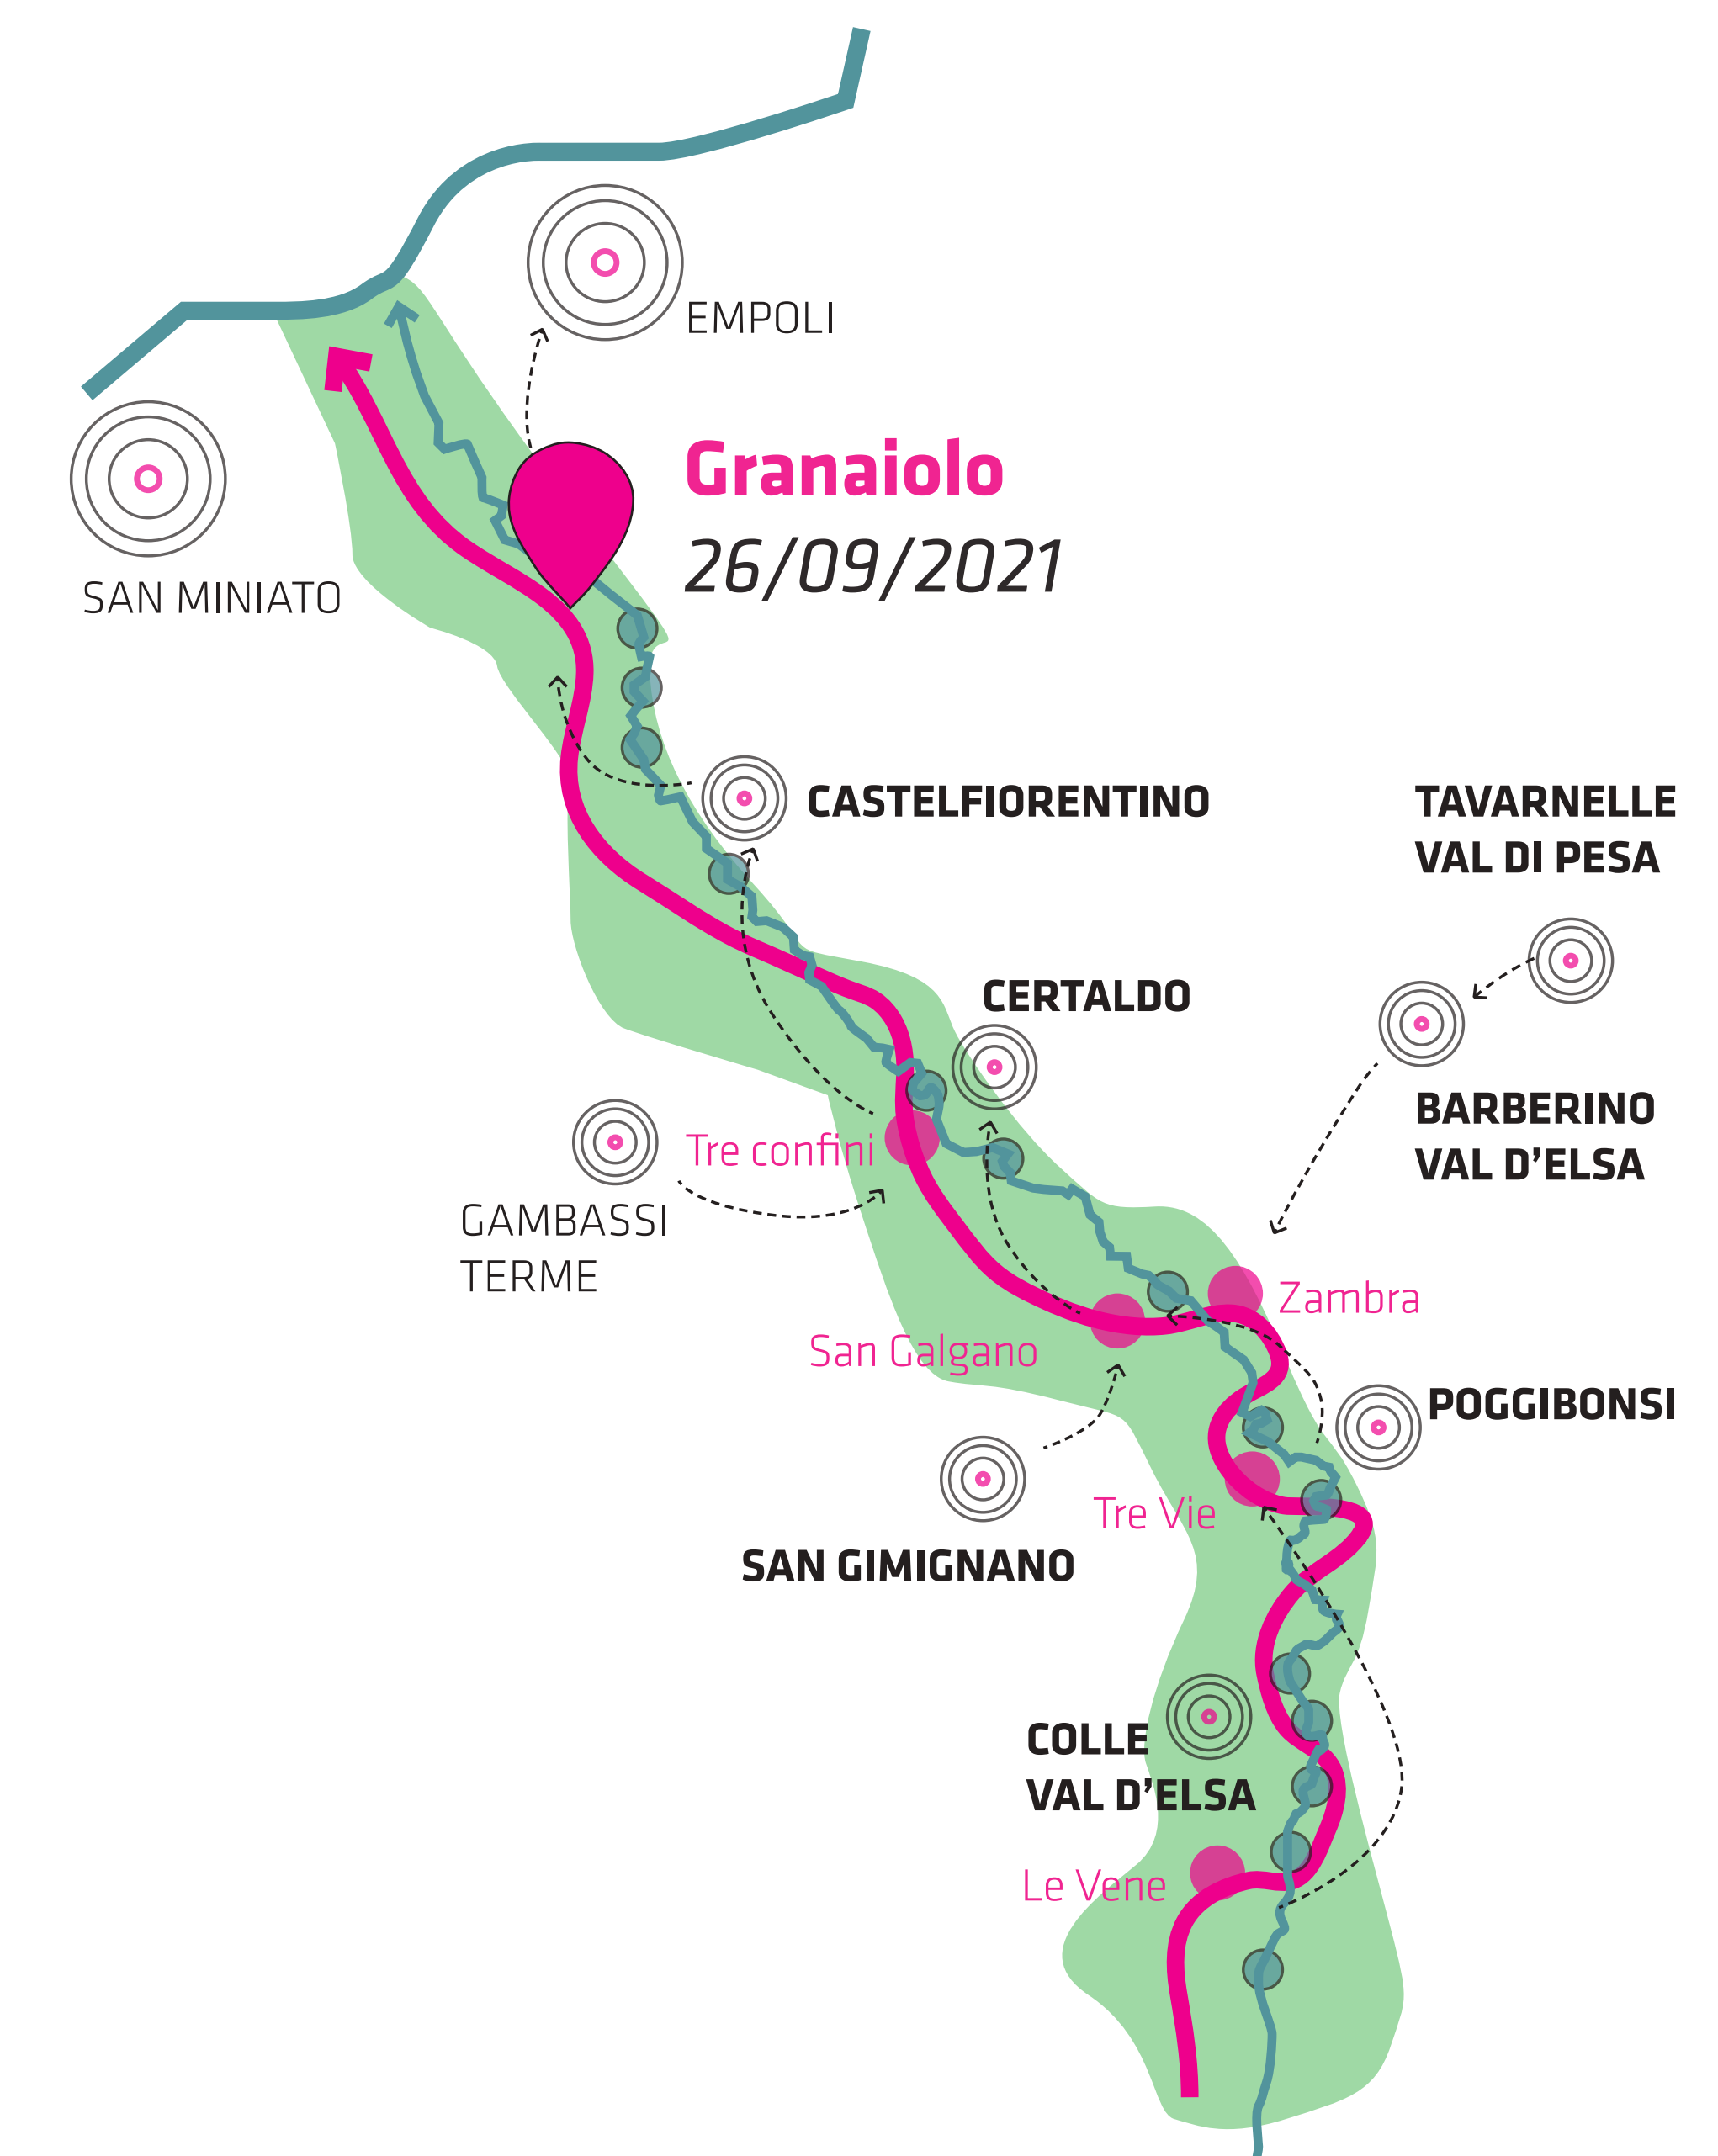 EMPOLI
Granaiolo
26/09/2021
SAN MINIATO
CASTELFIORENTINO
TAVARNELLE
VAL DI PESA
CERTALDO
BARBERINO
VAL D’ELSA
Tre confini
GAMBASSI
TERME
Zambra
San Galgano
POGGIBONSI
Tre Vie
SAN GIMIGNANO
COLLE
VAL D’ELSA
Le Vene